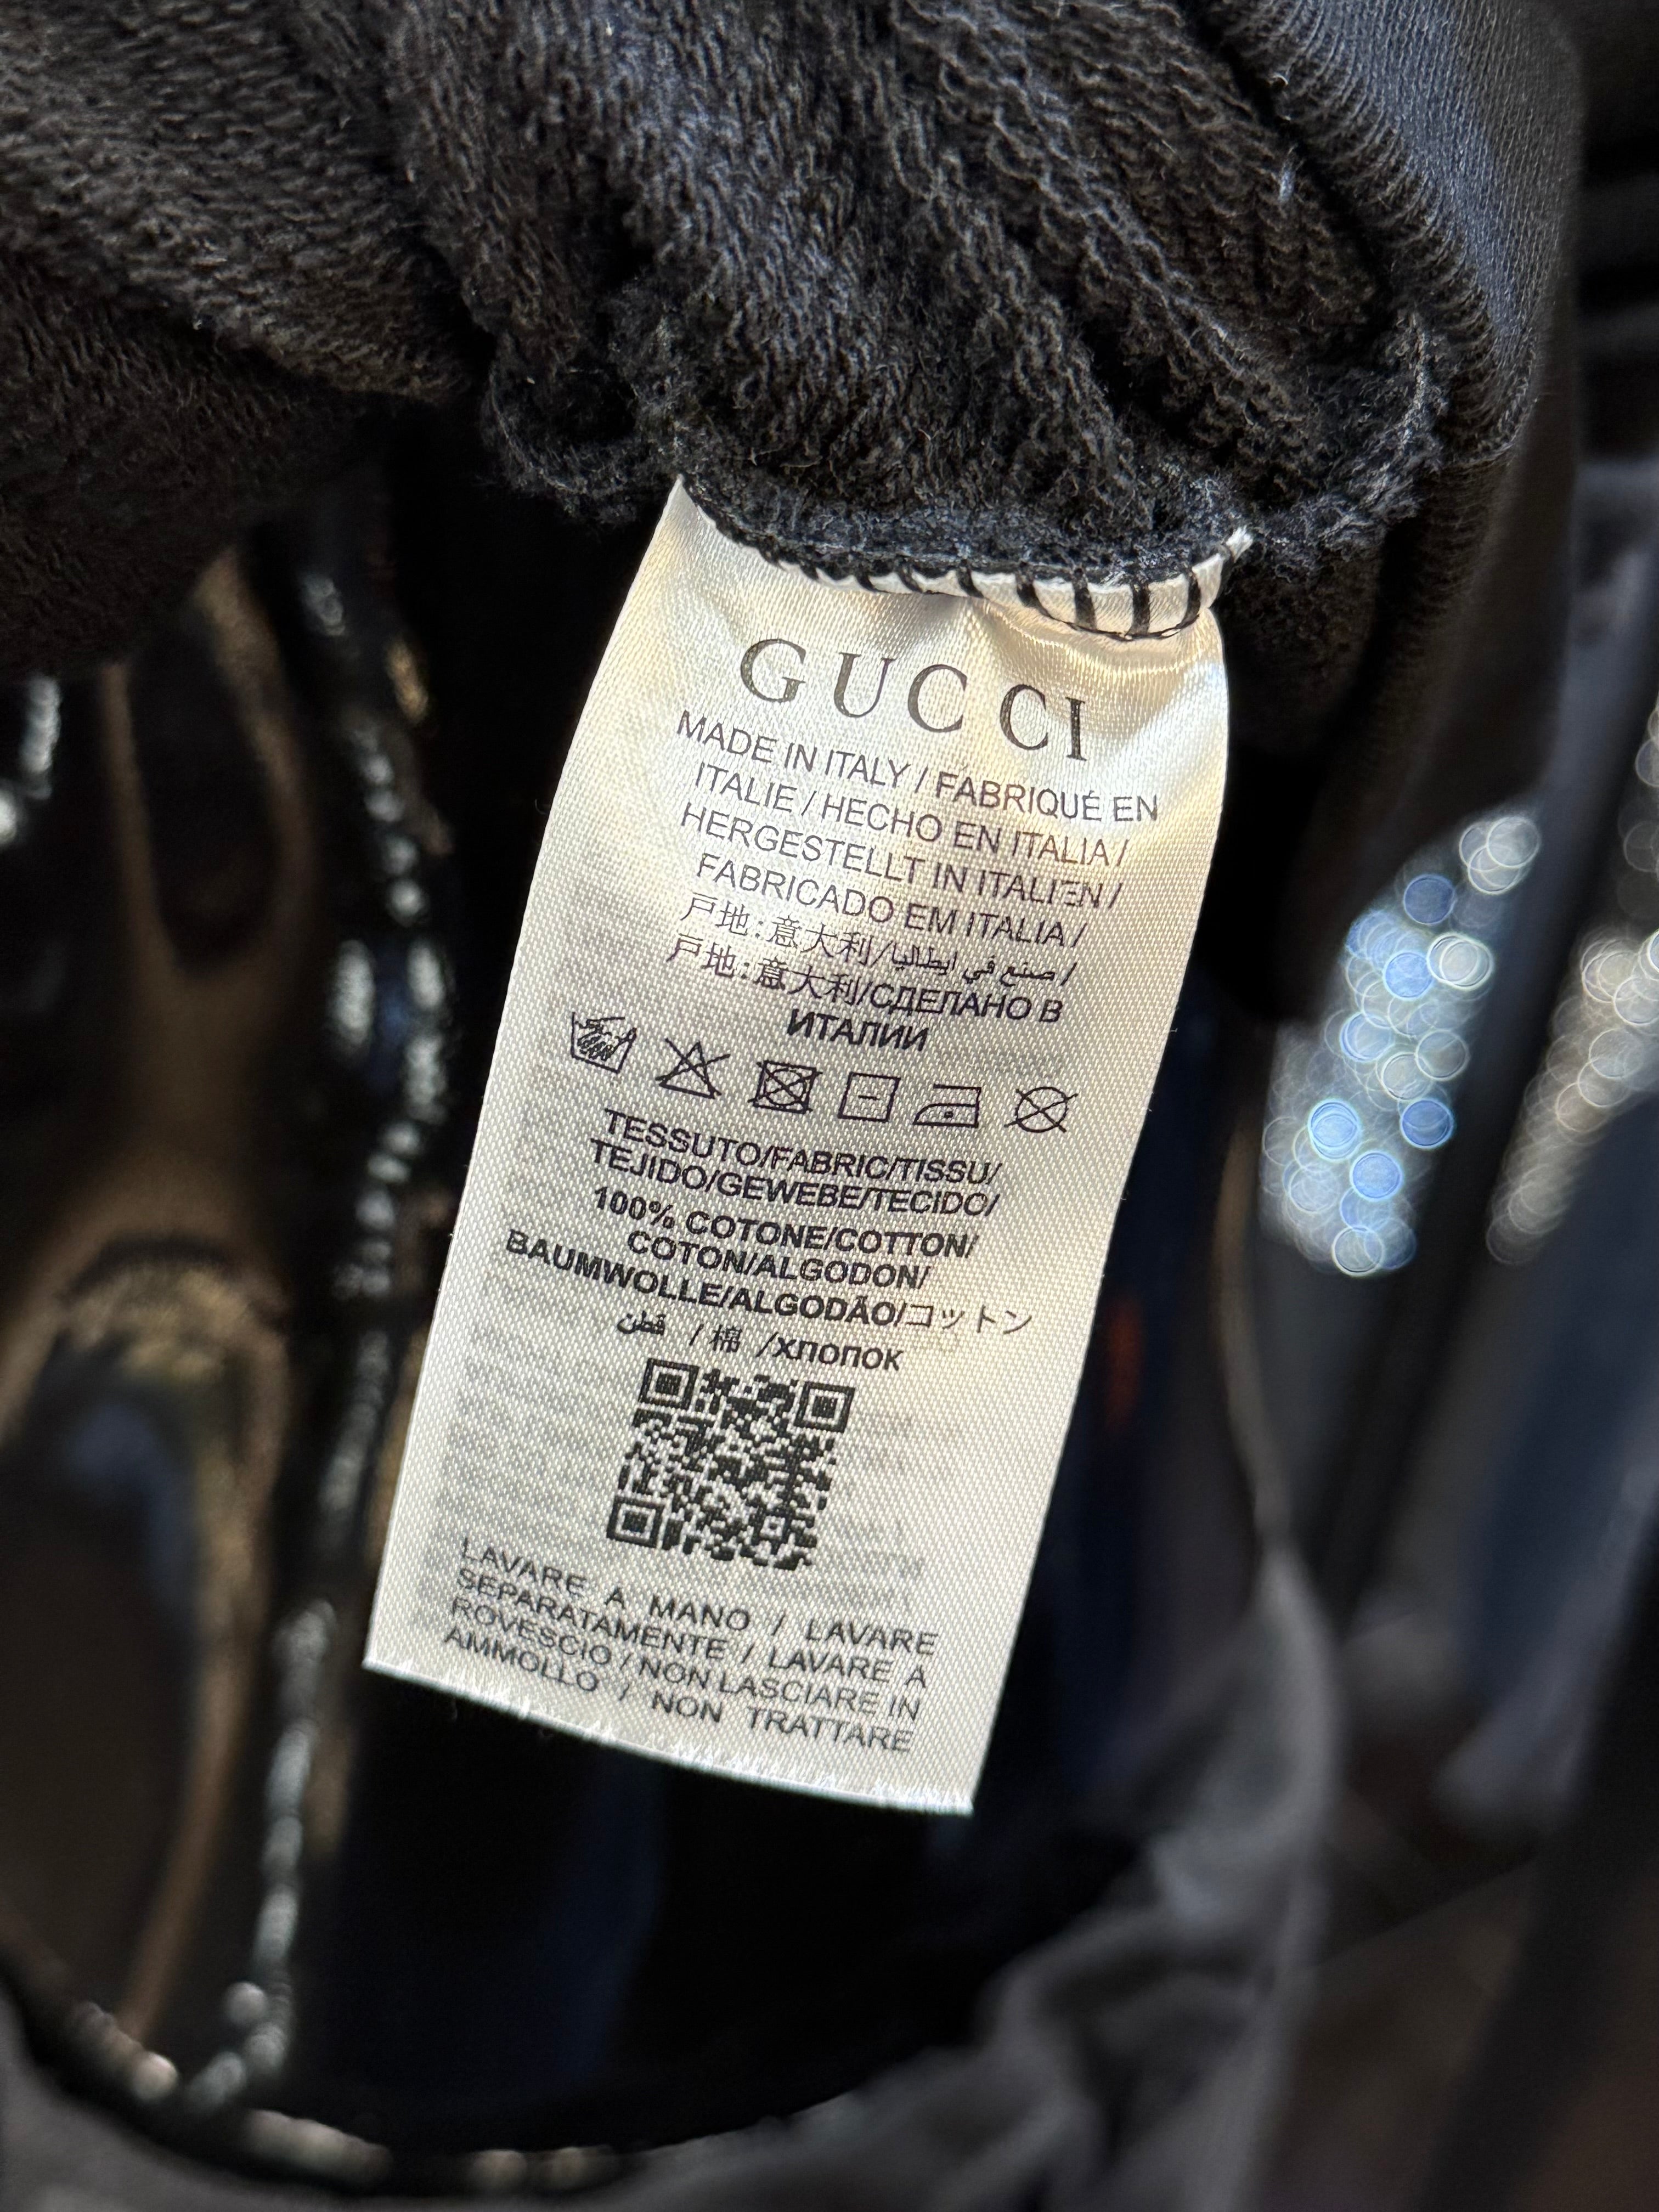 GUCCI
MADE IN ITALY / FABRIQUÉ EN
ITALIE / HECHO EN ITALIA /
HERGESTELLT IN ITALIEN /
FABRICADO EM ITALIA /
戸地:意大利/صنع في إيطاليا /
戸地:意大利/СДЕЛАНО В
ИТАЛИИ
TESSUTO/FABRIC/TISSU/
TEJIDO/GEWEBE/TECIDO/
100% COTONE/COTTON/
COTON/ALGODON/
BAUMWOLLE/ALGODÃO/コットン
قطن / 棉 /хлопок
LAVARE A MANO / LAVARE
SEPARATAMENTE / LAVARE A
ROVESCIO / NON LASCIARE IN
AMMOLLO / NON TRATTARE